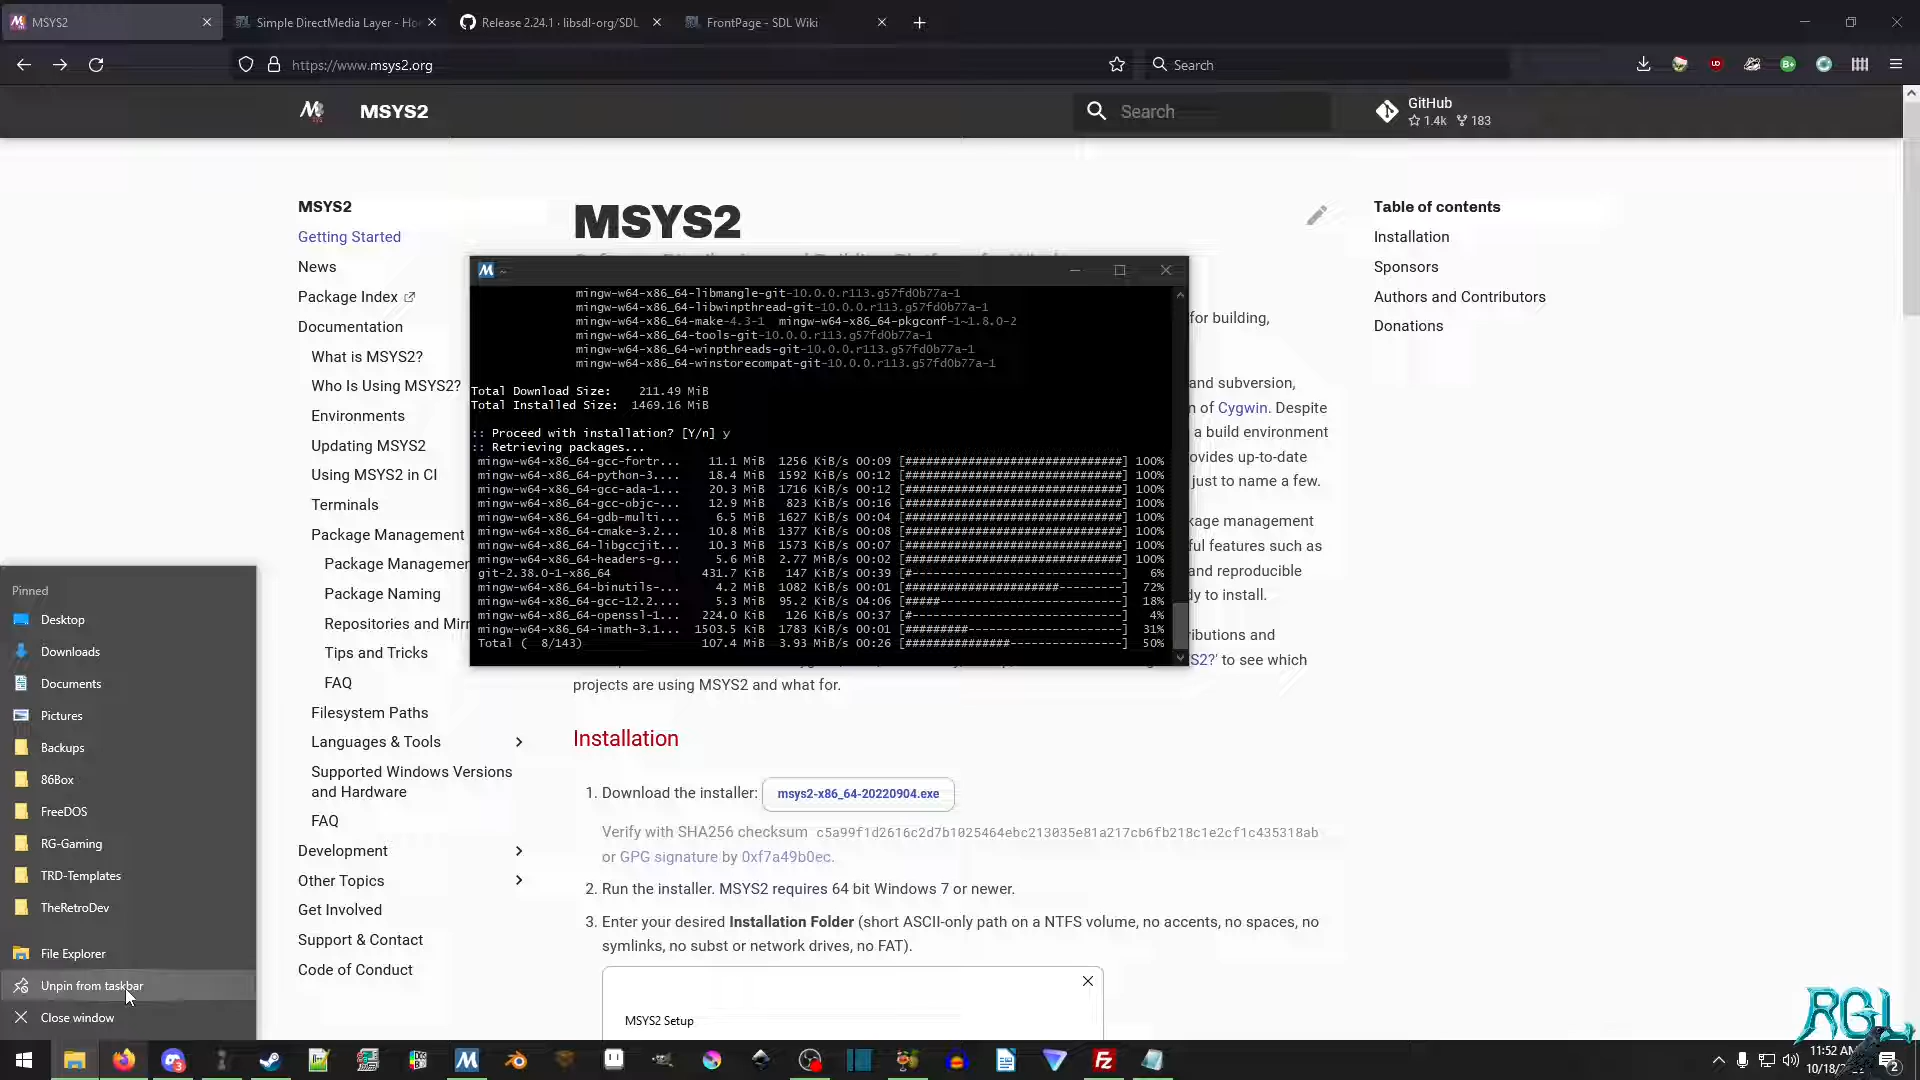 MSYS2
Simple DirectMedia Layer - Ho
Release 2.24.1 · libsdl-org/SDL
FrontPage - SDL Wiki
https://www.msys2.org
Search
MSYS2
Search
GitHub
1.4k 183
MSYS2
Getting Started
News
Package Index
Documentation
What is MSYS2?
Who Is Using MSYS2?
Environments
Updating MSYS2
Using MSYS2 in CI
Terminals
Package Management
Package Managemen
Package Naming
Repositories and Mirr
Tips and Tricks
FAQ
Filesystem Paths
Languages & Tools
Supported Windows Versions
and Hardware
FAQ
Development
Other Topics
Get Involved
Support & Contact
Code of Conduct
MSYS2
for building,
and subversion,
n of Cygwin. Despite
a build environment
ovides up-to-date
just to name a few.
kage management
ful features such as
and reproducible
dy to install.
ributions and
S2?' to see which
projects are using MSYS2 and what for.
~
mingw-w64-x86_64-libmangle-git-10.0.0.r113.g57fd0b77a-1
mingw-w64-x86_64-libwinpthread-git-10.0.0.r113.g57fd0b77a-1
mingw-w64-x86_64-make-4.3-1 mingw-w64-x86_64-pkgconf-1~1.8.0-2
mingw-w64-x86_64-tools-git-10.0.0.r113.g57fd0b77a-1
mingw-w64-x86_64-winpthreads-git-10.0.0.r113.g57fd0b77a-1
mingw-w64-x86_64-winstorecompat-git-10.0.0.r113.g57fd0b77a-1
Total Download Size: 211.49 MiB
Total Installed Size: 1469.16 MiB
:: Proceed with installation? [Y/n] y
:: Retrieving packages...
mingw-w64-x86_64-gcc-fortr... 11.1 MiB 1256 KiB/s 00:09 [###############################] 100%
mingw-w64-x86_64-python-3.... 18.4 MiB 1592 KiB/s 00:12 [###############################] 100%
mingw-w64-x86_64-gcc-ada-1... 20.3 MiB 1716 KiB/s 00:12 [###############################] 100%
mingw-w64-x86_64-gcc-objc-... 12.9 MiB 823 KiB/s 00:16 [###############################] 100%
mingw-w64-x86_64-gdb-multi... 6.5 MiB 1627 KiB/s 00:04 [###############################] 100%
mingw-w64-x86_64-cmake-3.2... 10.8 MiB 1377 KiB/s 00:08 [###############################] 100%
mingw-w64-x86_64-libgccjit... 10.3 MiB 1573 KiB/s 00:07 [###############################] 100%
mingw-w64-x86_64-headers-g... 5.6 MiB 2.77 MiB/s 00:02 [###############################] 100%
git-2.38.0-1-x86_64 431.7 KiB 147 KiB/s 00:39 [#------------------------------] 6%
mingw-w64-x86_64-binutils-... 4.2 MiB 1082 KiB/s 00:01 [######################---------] 72%
mingw-w64-x86_64-gcc-12.2.... 5.3 MiB 95.2 KiB/s 04:06 [#####--------------------------] 18%
mingw-w64-x86_64-openssl-1... 224.0 KiB 126 KiB/s 00:37 [#------------------------------] 4%
mingw-w64-x86_64-imath-3.1... 1503.5 KiB 1783 KiB/s 00:01 [#########----------------------] 31%
Total ( 8/143) 107.4 MiB 3.93 MiB/s 00:26 [###############----------------] 50%
Installation
1. Download the installer: msys2-x86_64-20220904.exe
Verify with SHA256 checksum c5a99f1d2616c2d7b1025464ebc213035e81a217cb6fb218c1e2cf1c435318ab
or GPG signature by 0xf7a49b0ec.
2. Run the installer. MSYS2 requires 64 bit Windows 7 or newer.
3. Enter your desired Installation Folder (short ASCII-only path on a NTFS volume, no accents, no spaces, no
symlinks, no subst or network drives, no FAT).
MSYS2 Setup
Table of contents
Installation
Sponsors
Authors and Contributors
Donations
Pinned
Desktop
Downloads
Documents
Pictures
Backups
86Box
FreeDOS
RG-Gaming
TRD-Templates
TheRetroDev
File Explorer
Unpin from taskbar
Close window
RGL
11:52 AM
10/18/
2